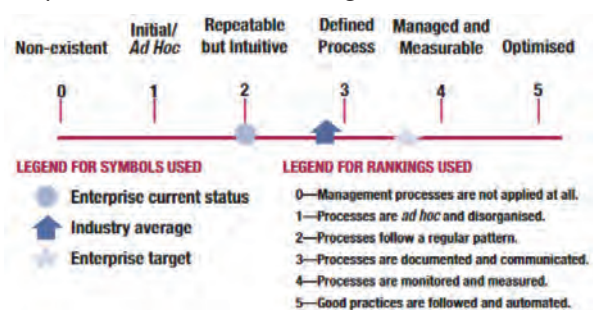 Non-existent
Initial/
Ad Hoc
Repeatable
but Intuitive
Defined
Process
Managed and
Measurable
Optimised
0 1 2 3 4 5
LEGEND FOR SYMBOLS USED
Enterprise current status
Industry average
Enterprise target
LEGEND FOR RANKINGS USED
0—Management processes are not applied at all.
1—Processes are ad hoc and disorganised.
2—Processes follow a regular pattern.
3—Processes are documented and communicated.
4—Processes are monitored and measured.
5—Good practices are followed and automated.